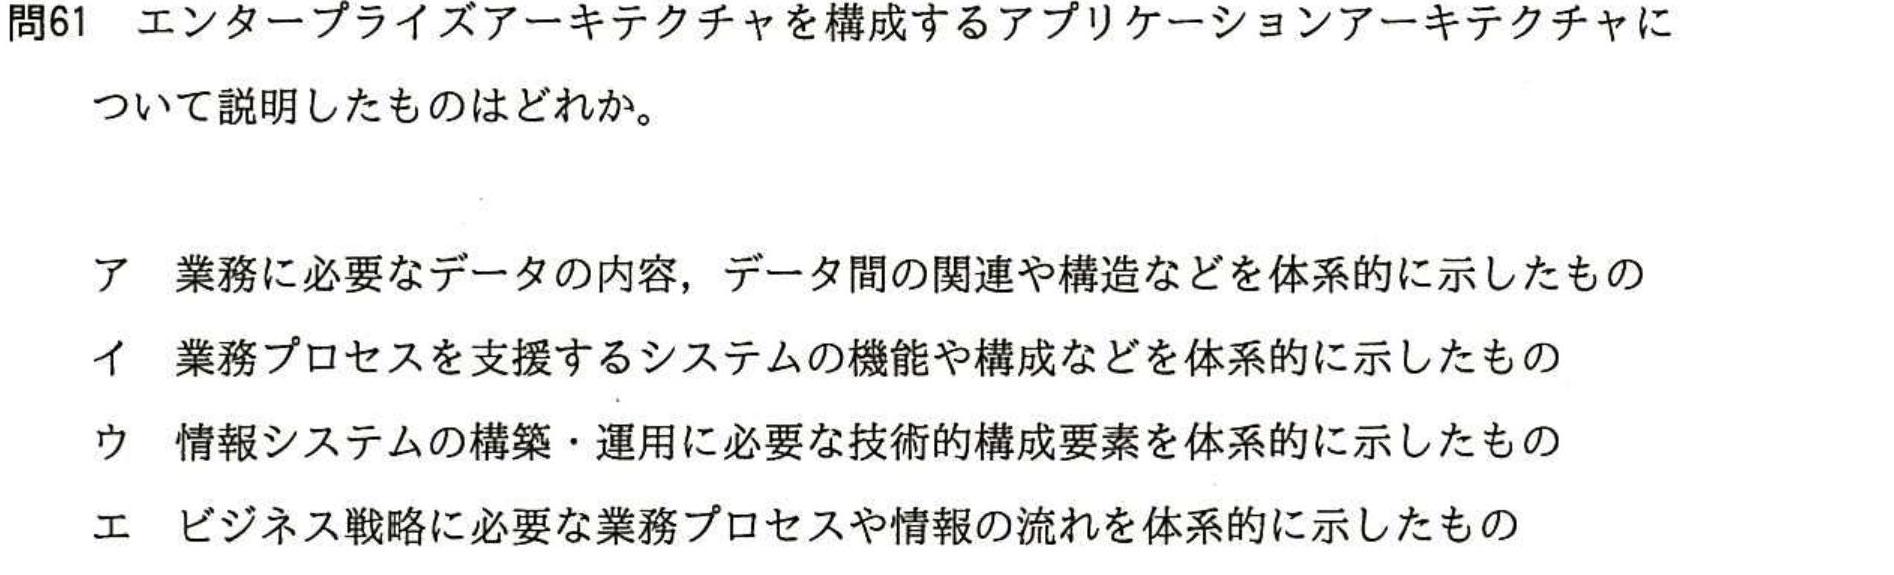 問61 エンタープライズアーキテクチャを構成するアプリケーションアーキテクチャに
ついて説明したものはどれか。
ア 業務に必要なデータの内容，データ間の関連や構造などを体系的に示したもの
イ 業務プロセスを支援するシステムの機能や構成などを体系的に示したもの
ウ 情報システムの構築・運用に必要な技術的構成要素を体系的に示したもの
エ ビジネス戦略に必要な業務プロセスや情報の流れを体系的に示したもの